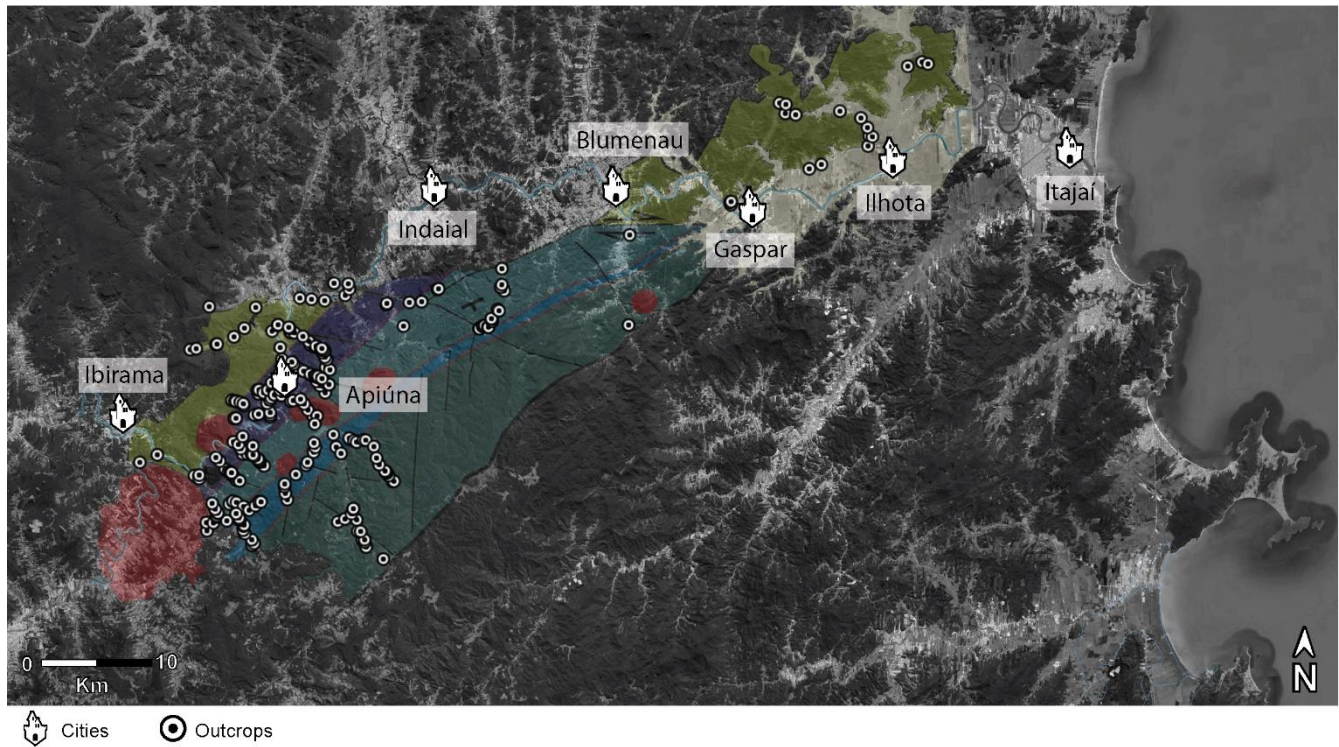 Blumenau
Indaial
Gaspar
Ilhota
Itajaí
Ibirama
Apiúna
0 10
Km
N
Cities Outcrops